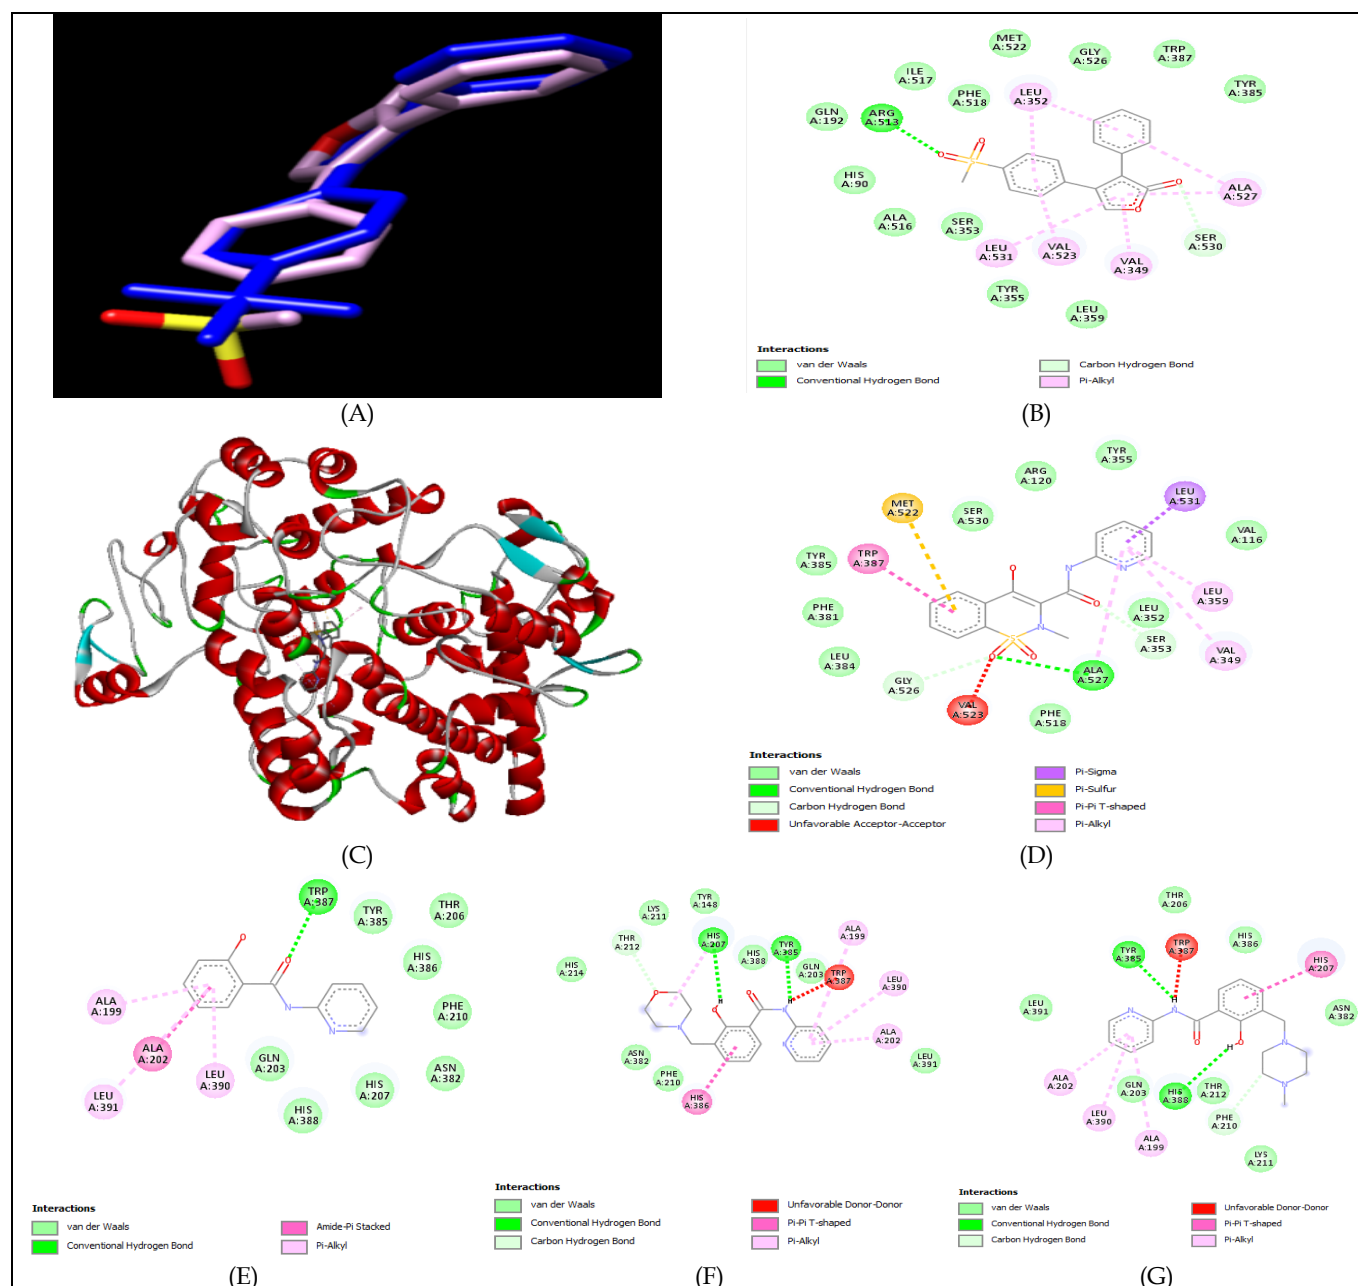 MET
A:522
GLY
A:526
TRP
A:387
ILE
A:517
PHE
A:518
LEU
A:352
TYR
A:385
GLN
A:192
ARG
A:513
HIS
A:90
ALA
A:527
ALA
A:516
SER
A:353
LEU
A:531
VAL
A:523
VAL
A:349
SER
A:530
TYR
A:355
LEU
A:359
Interactions
van der Waals
Conventional Hydrogen Bond
Carbon Hydrogen Bond
Pi-Alkyl
(A)
(B)
TYR
A:355
ARG
A:120
LEU
A:531
MET
A:522
SER
A:530
VAL
A:116
TYR
A:385
TRP
A:387
LEU
A:359
PHE
A:381
LEU
A:352
SER
A:353
VAL
A:349
LEU
A:384
GLY
A:526
ALA
A:527
VAL
A:523
PHE
A:518
Interactions
van der Waals
Conventional Hydrogen Bond
Carbon Hydrogen Bond
Unfavorable Acceptor-Acceptor
Pi-Sigma
Pi-Sulfur
Pi-Pi T-shaped
Pi-Alkyl
(C)
(D)
TRP
A:387
TYR
A:385
THR
A:206
HIS
A:386
PHE
A:210
ALA
A:199
ALA
A:202
GLN
A:203
LEU
A:390
LEU
A:391
HIS
A:207
ASN
A:382
HIS
A:388
Interactions
van der Waals
Conventional Hydrogen Bond
Amide-Pi Stacked
Pi-Alkyl
(E)
TYR
A:148
LYS
A:211
THR
A:212
HIS
A:207
HIS
A:388
TYR
A:385
ALA
A:199
HIS
A:214
GLN
A:203
TRP
A:387
LEU
A:390
ALA
A:202
ASN
A:382
PHE
A:210
LEU
A:391
HIS
A:386
Interactions
van der Waals
Conventional Hydrogen Bond
Carbon Hydrogen Bond
Unfavorable Donor-Donor
Pi-Pi T-shaped
Pi-Alkyl
(F)
THR
A:206
TYR
A:385
TRP
A:387
HIS
A:386
HIS
A:207
LEU
A:391
ASN
A:382
ALA
A:202
GLN
A:203
HIS
A:388
THR
A:212
LEU
A:390
PHE
A:210
ALA
A:199
LYS
A:211
Interactions
van der Waals
Conventional Hydrogen Bond
Carbon Hydrogen Bond
Unfavorable Donor-Donor
Pi-Pi T-shaped
Pi-Alkyl
(G)